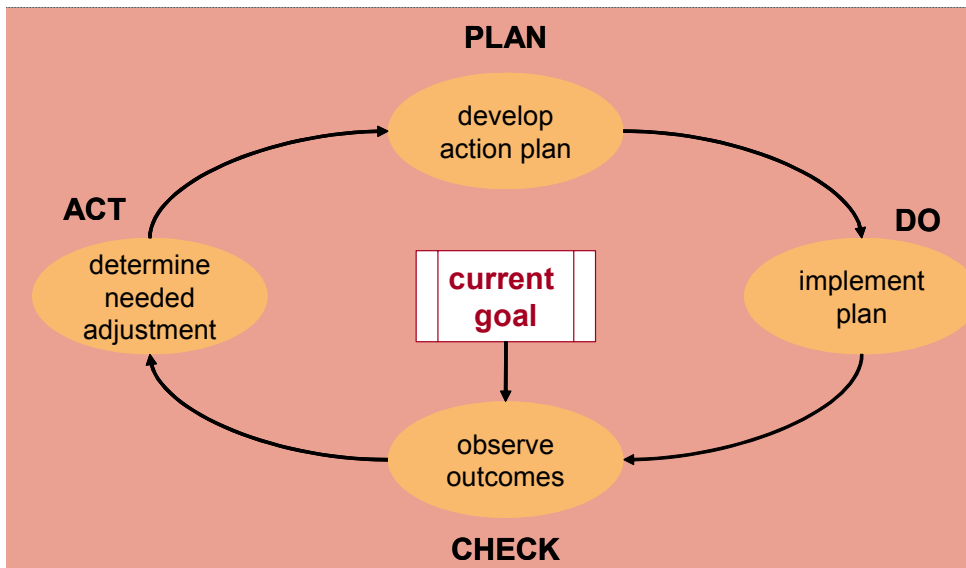 PLAN
develop
action plan
ACT
DO
determine
needed
adjustment
current
goal
implement
plan
observe
outcomes
CHECK